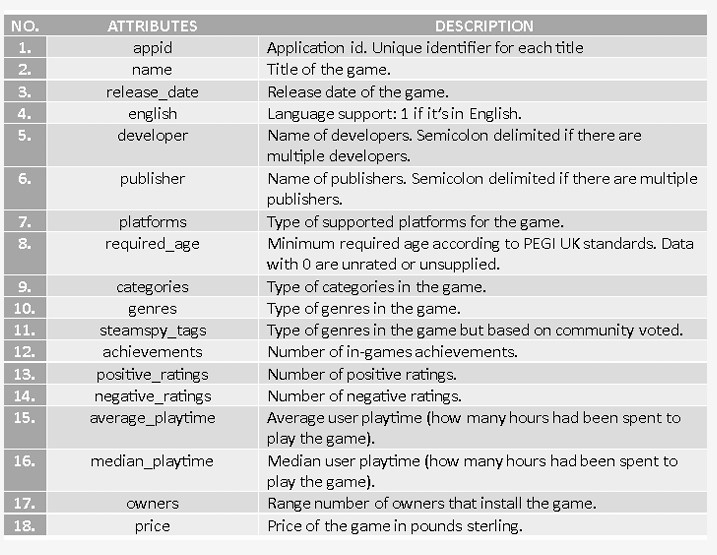 NO. ATTRIBUTES DESCRIPTION
1. appid Application id. Unique identifier for each title
2. name Title of the game.
3. release_date Release date of the game.
4. english Language support: 1 if it's in English.
5. developer Name of developers. Semicolon delimited if there are
multiple developers.
6. publisher Name of publishers. Semicolon delimited if there are multiple
publishers.
7. platforms Type of supported platforms for the game.
8. required_age Minimum required age according to PEGI UK standards. Data
with 0 are unrated or unsupplied.
9. categories Type of categories in the game.
10. genres Type of genres in the game.
11. steamspy_tags Type of genres in the game but based on community voted.
12. achievements Number of in-games achievements.
13. positive_ratings Number of positive ratings.
14. negative_ratings Number of negative ratings.
15. average_playtime Average user playtime (how many hours had been spent to
play the game).
16. median_playtime Median user playtime (how many hours had been spent to
play the game).
17. owners Range number of owners that install the game.
18. price Price of the game in pounds sterling.